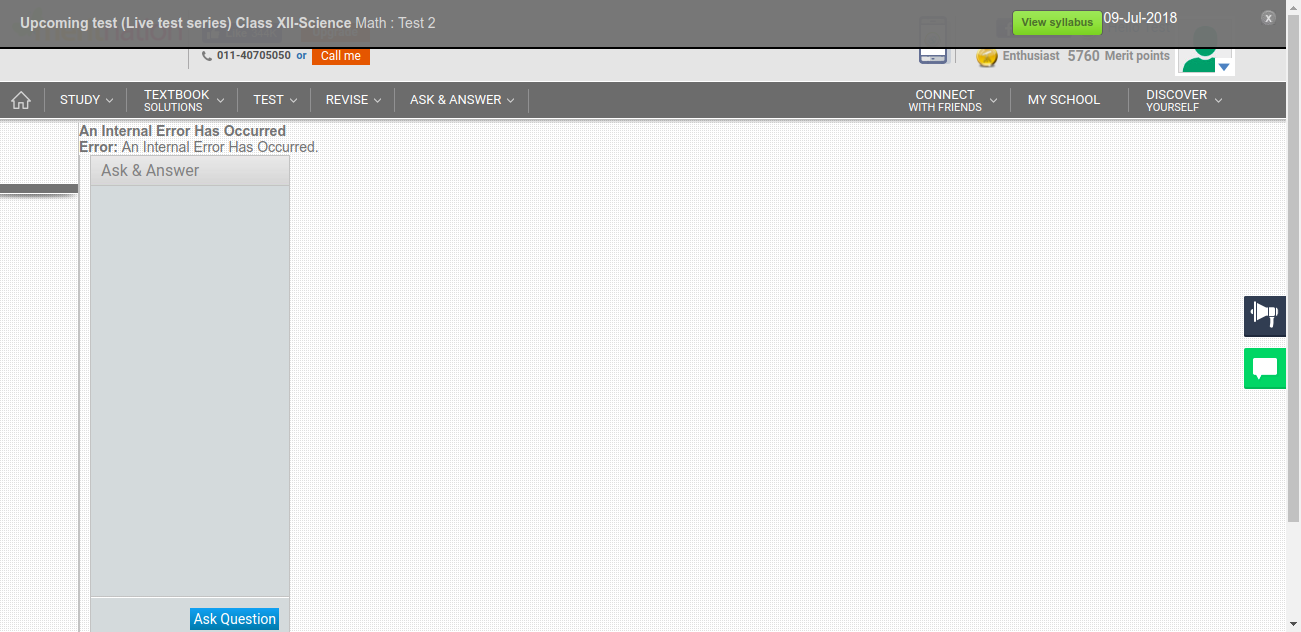 Upcoming test (Live test series) Class XII-Science Math : Test 2
View syllabus
09-Jul-2018
x
011-40705050 or
Call me
Enthusiast 5760 Merit points
STUDY
TEXTBOOK
SOLUTIONS
TEST
REVISE
ASK & ANSWER
CONNECT
WITH FRIENDS
MY SCHOOL
DISCOVER
YOURSELF
An Internal Error Has Occurred
Error: An Internal Error Has Occurred.
Ask & Answer
Ask Question